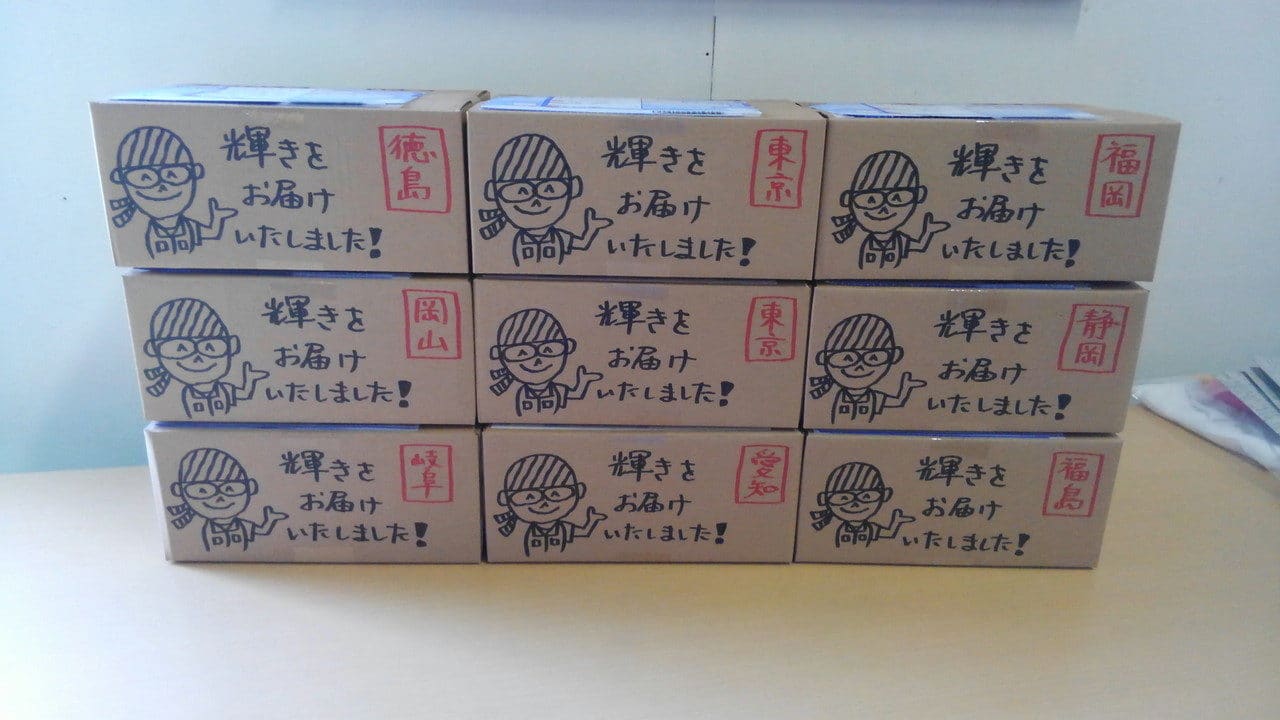 輝きを
お届け
いたしました!
徳島
輝きを
お届け
いたしました!
東京
輝きを
お届け
いたしました!
福岡
輝きを
お届け
いたしました!
岡山
輝きを
お届け
いたしました!
東京
輝きを
お届け
いたしました!
静岡
輝きを
お届け
いたしました!
岐阜
輝きを
お届け
いたしました!
愛知
輝きを
お届け
いたしました!
福島